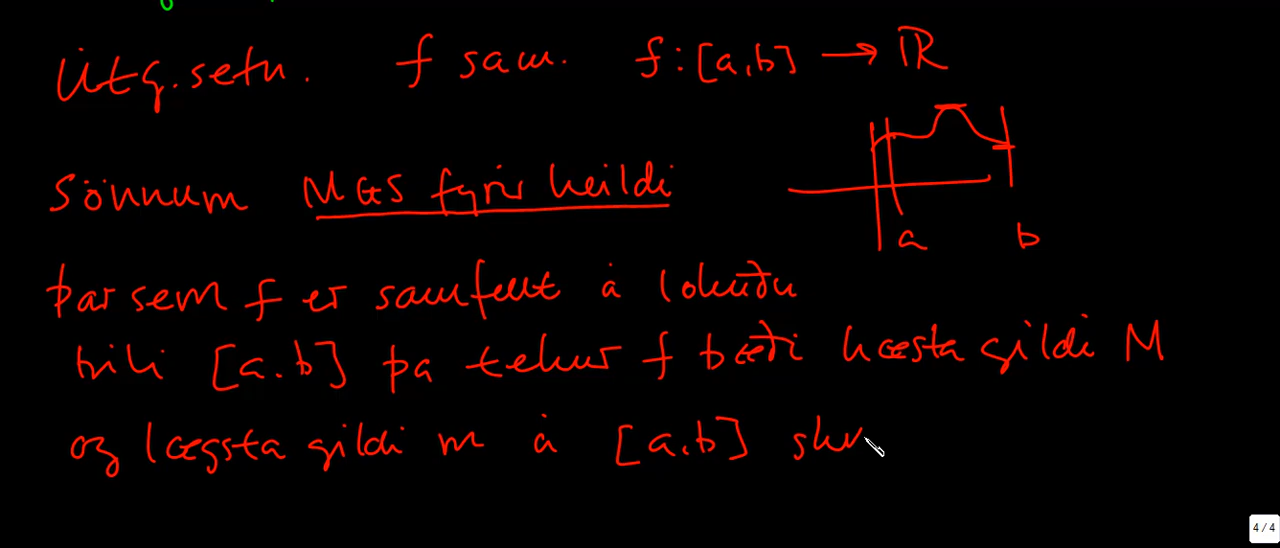 Útg.setn. f sam. f:[a,b] → ℝ
Sönnum MGS fyrir heildi
a b
Þar sem f er samfellt á lokuðu
bili [a.b] þá tekur f bæði hæsta gildi M
og lægsta gildi m á [a,b] skv
4/4